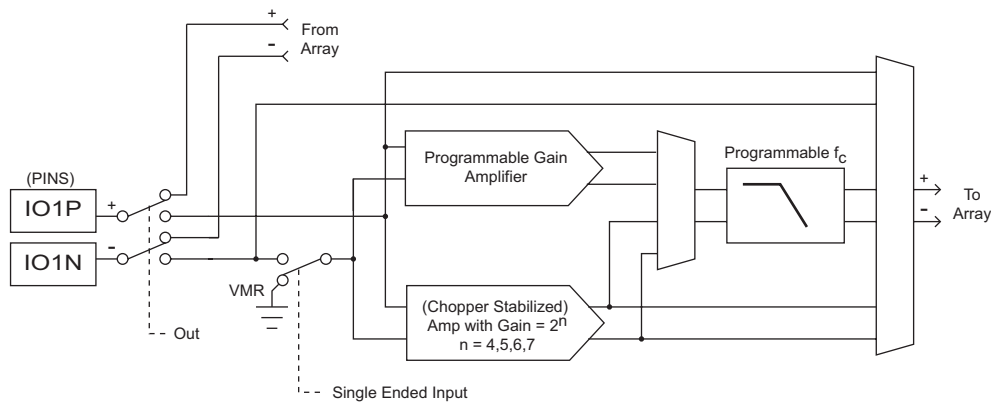 +
-
From
Array
(PINS)
IO1P
+
IO1N
-
-
VMR
Out
Single Ended Input
Programmable Gain
Amplifier
(Chopper Stabilized)
Amp with Gain = 2ⁿ
n = 4,5,6,7
Programmable fC
+
-
To
Array